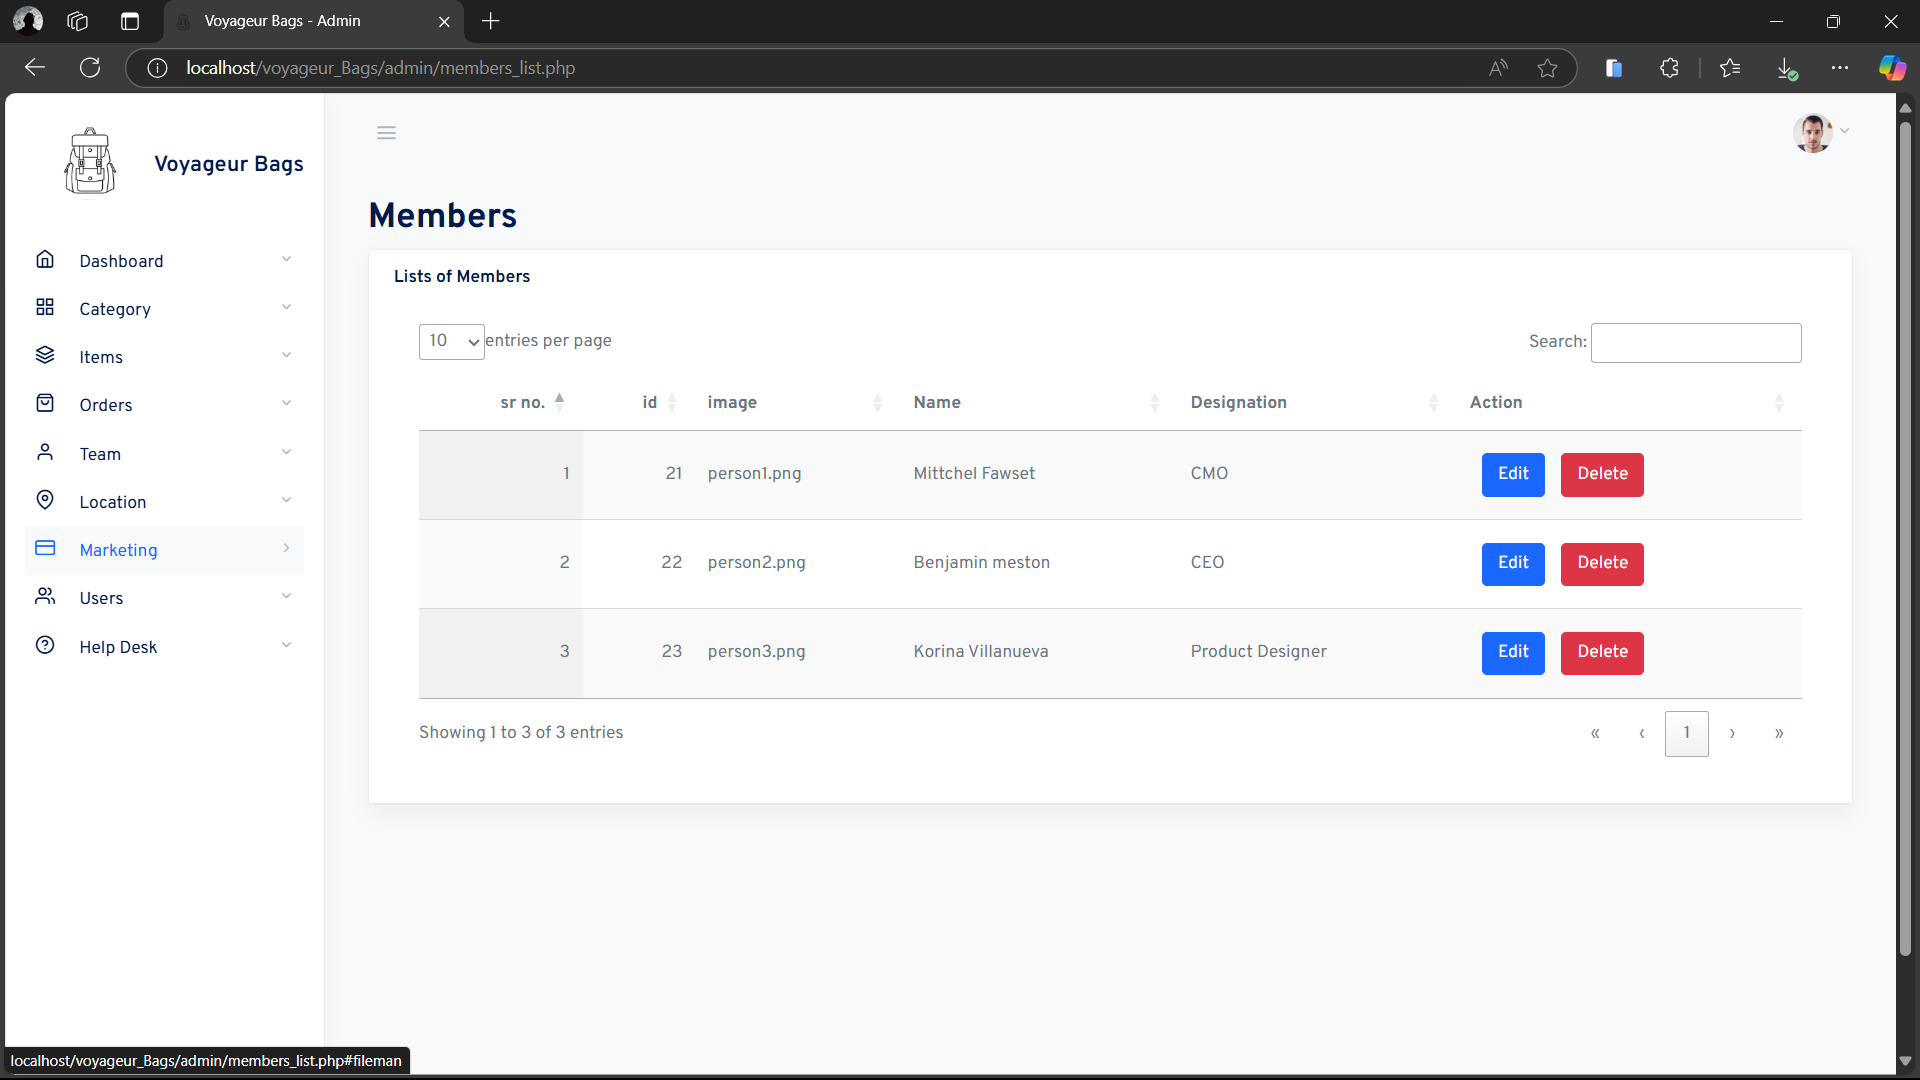 Voyageur Bags - Admin
localhost/voyageur_Bags/admin/members_list.php
Voyageur Bags
Dashboard
Category
Items
Orders
Team
Location
Marketing
Users
Help Desk
Members
Lists of Members
10 entries per page
Search:
sr no. id image Name Designation Action
1 21 person1.png Mittchel Fawset CMO Edit Delete
2 22 person2.png Benjamin meston CEO Edit Delete
3 23 person3.png Korina Villanueva Product Designer Edit Delete
Showing 1 to 3 of 3 entries
« ‹ 1 › »
localhost/voyageur_Bags/admin/members_list.php#fileman